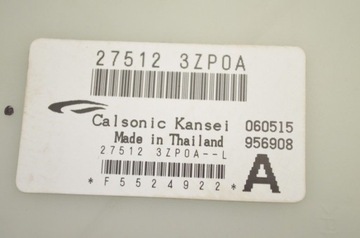 27512 3ZP0A
Calsonic Kansei 060515
Made in Thailand 956908
27512 3ZP0A--L
*F5524922*
A